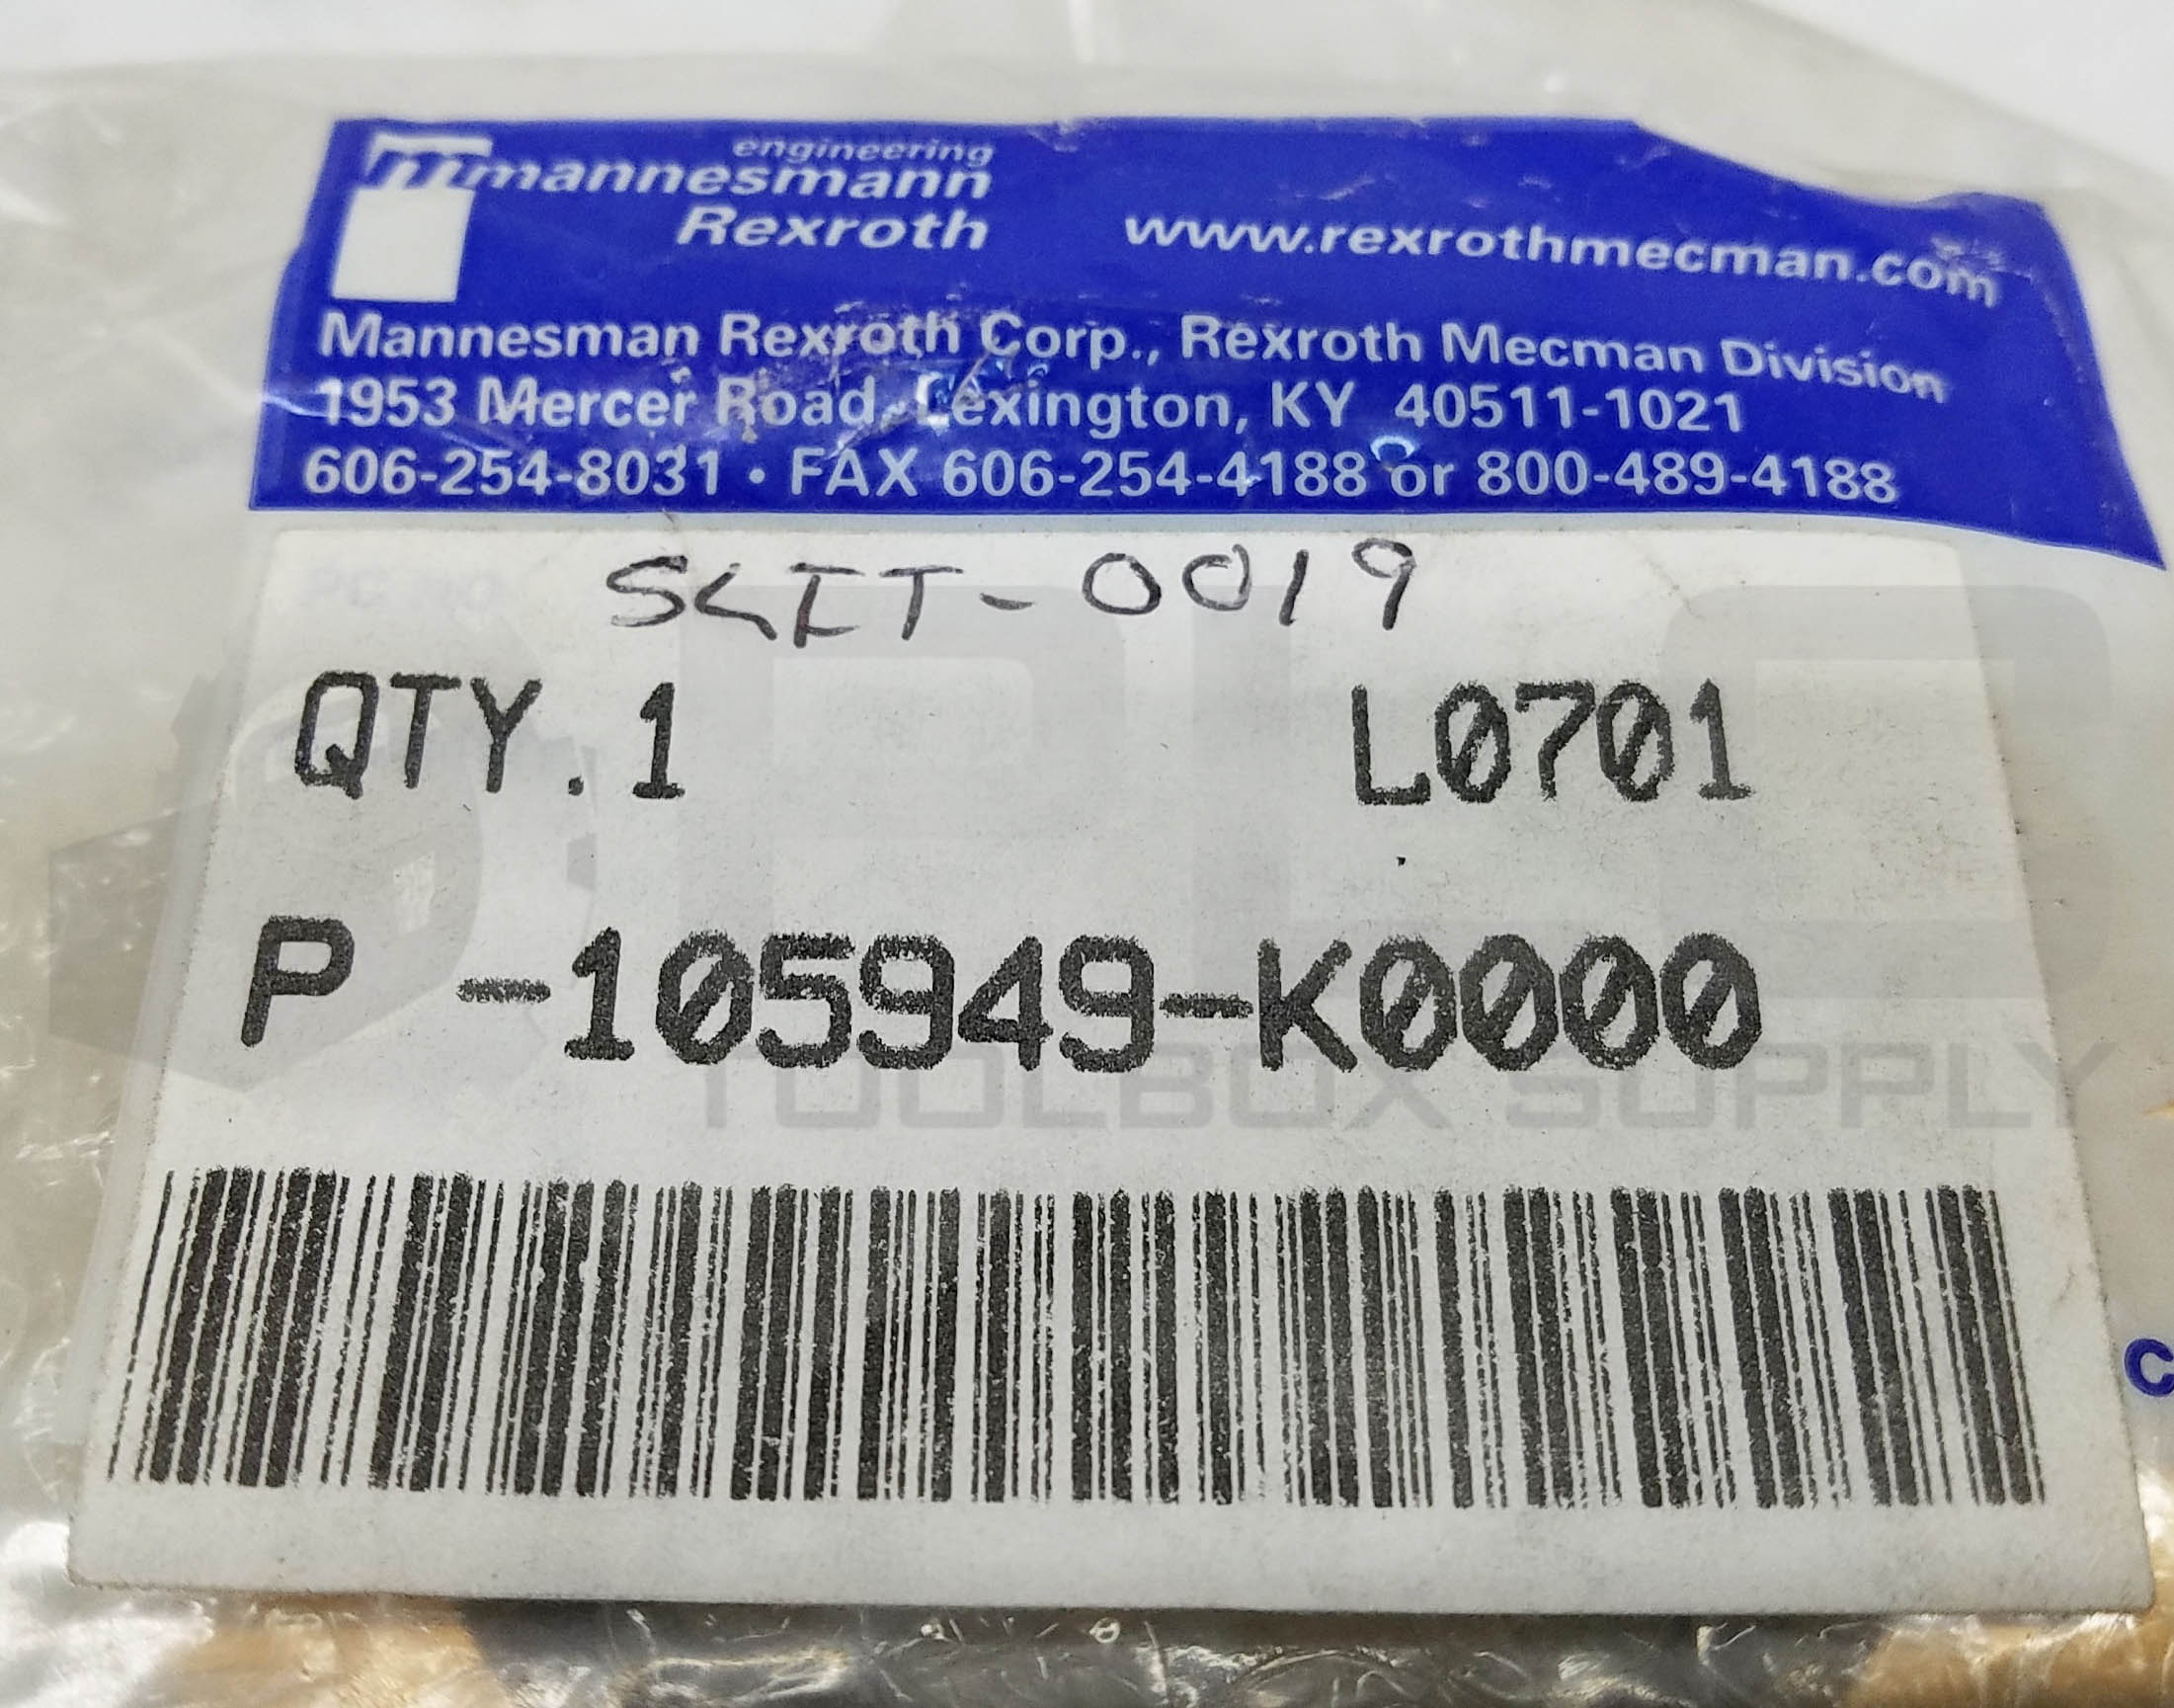 engineering
mannesmann
Rexroth
www.rexrothmecman.com
Mannesman Rexroth Corp., Rexroth Mecman Division
1953 Mercer Road, Lexington, KY 40511-1021
606-254-8031 • FAX 606-254-4188 or 800-489-4188
-0019
QTY.1 L0701
P -105949-K0000
TOOLBOX SUPPLY
C